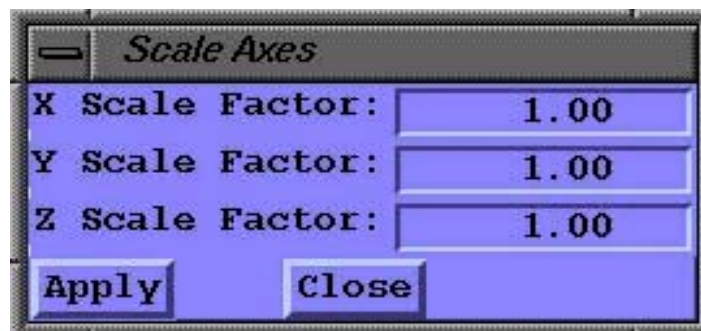 Scale Axes
X Scale Factor: 1.00
Y Scale Factor: 1.00
Z Scale Factor: 1.00
Apply Close